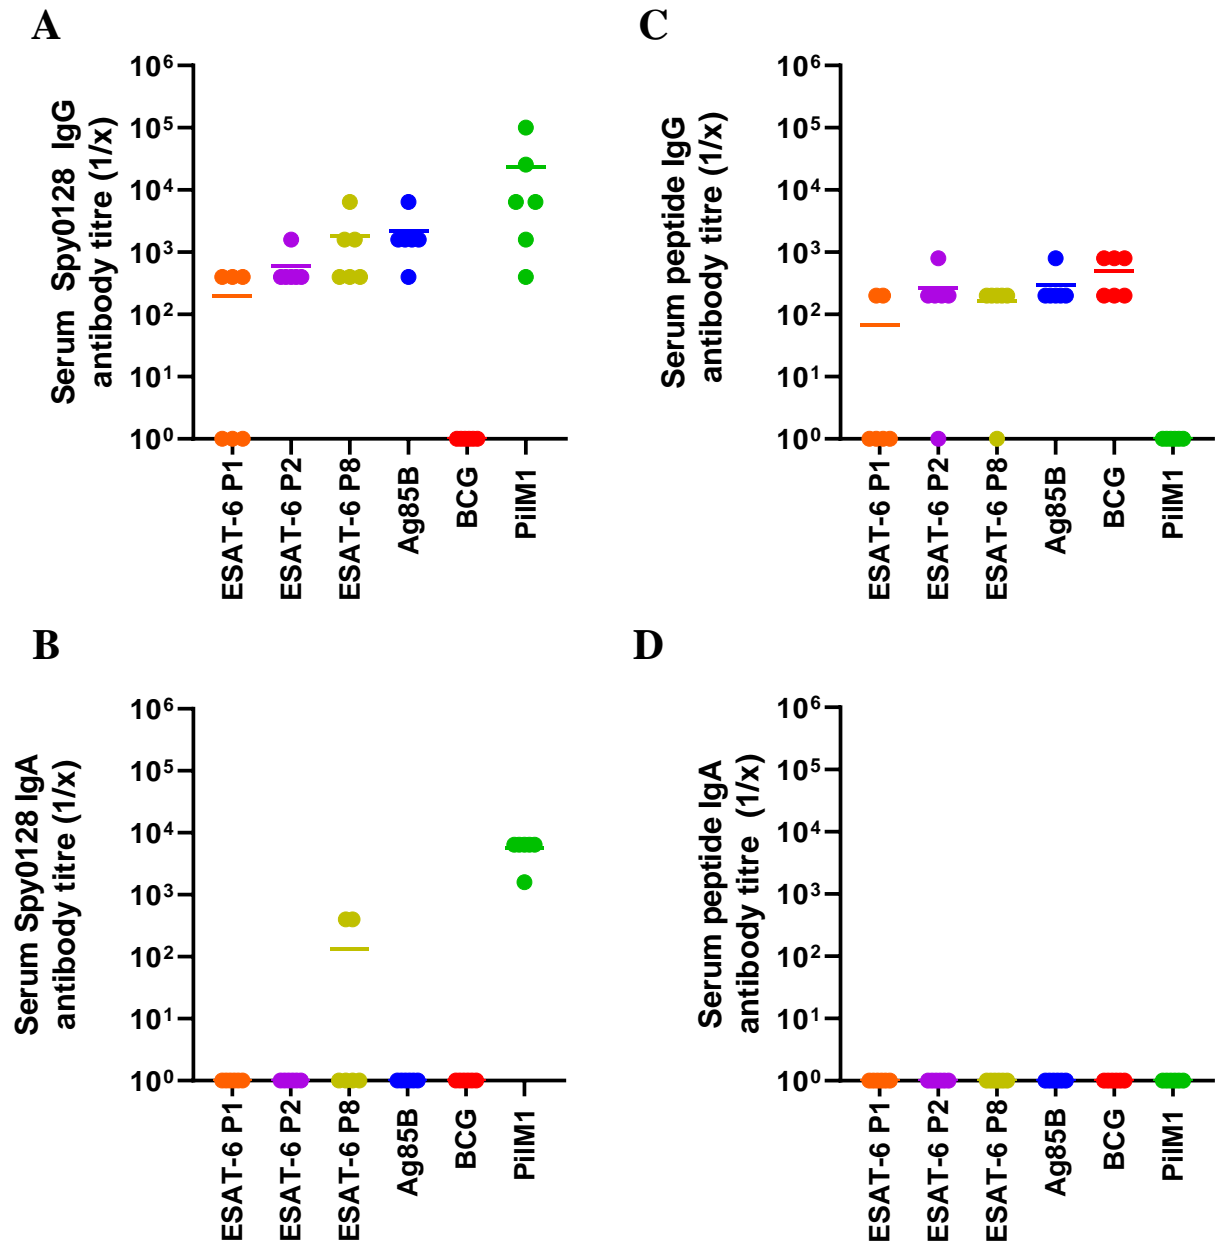 A
Serum Spy0128 IgG
antibody titre (1/x)
10⁶
10⁵
10⁴
10³
10²
10¹
10⁰
ESAT-6 P1
ESAT-6 P2
ESAT-6 P8
Ag85B
BCG
PilM1
C
Serum peptide IgG
antibody titre (1/x)
10⁶
10⁵
10⁴
10³
10²
10¹
10⁰
ESAT-6 P1
ESAT-6 P2
ESAT-6 P8
Ag85B
BCG
PilM1
B
Serum Spy0128 IgA
antibody titre (1/x)
10⁶
10⁵
10⁴
10³
10²
10¹
10⁰
ESAT-6 P1
ESAT-6 P2
ESAT-6 P8
Ag85B
BCG
PilM1
D
Serum peptide IgA
antibody titre (1/x)
10⁶
10⁵
10⁴
10³
10²
10¹
10⁰
ESAT-6 P1
ESAT-6 P2
ESAT-6 P8
Ag85B
BCG
PilM1